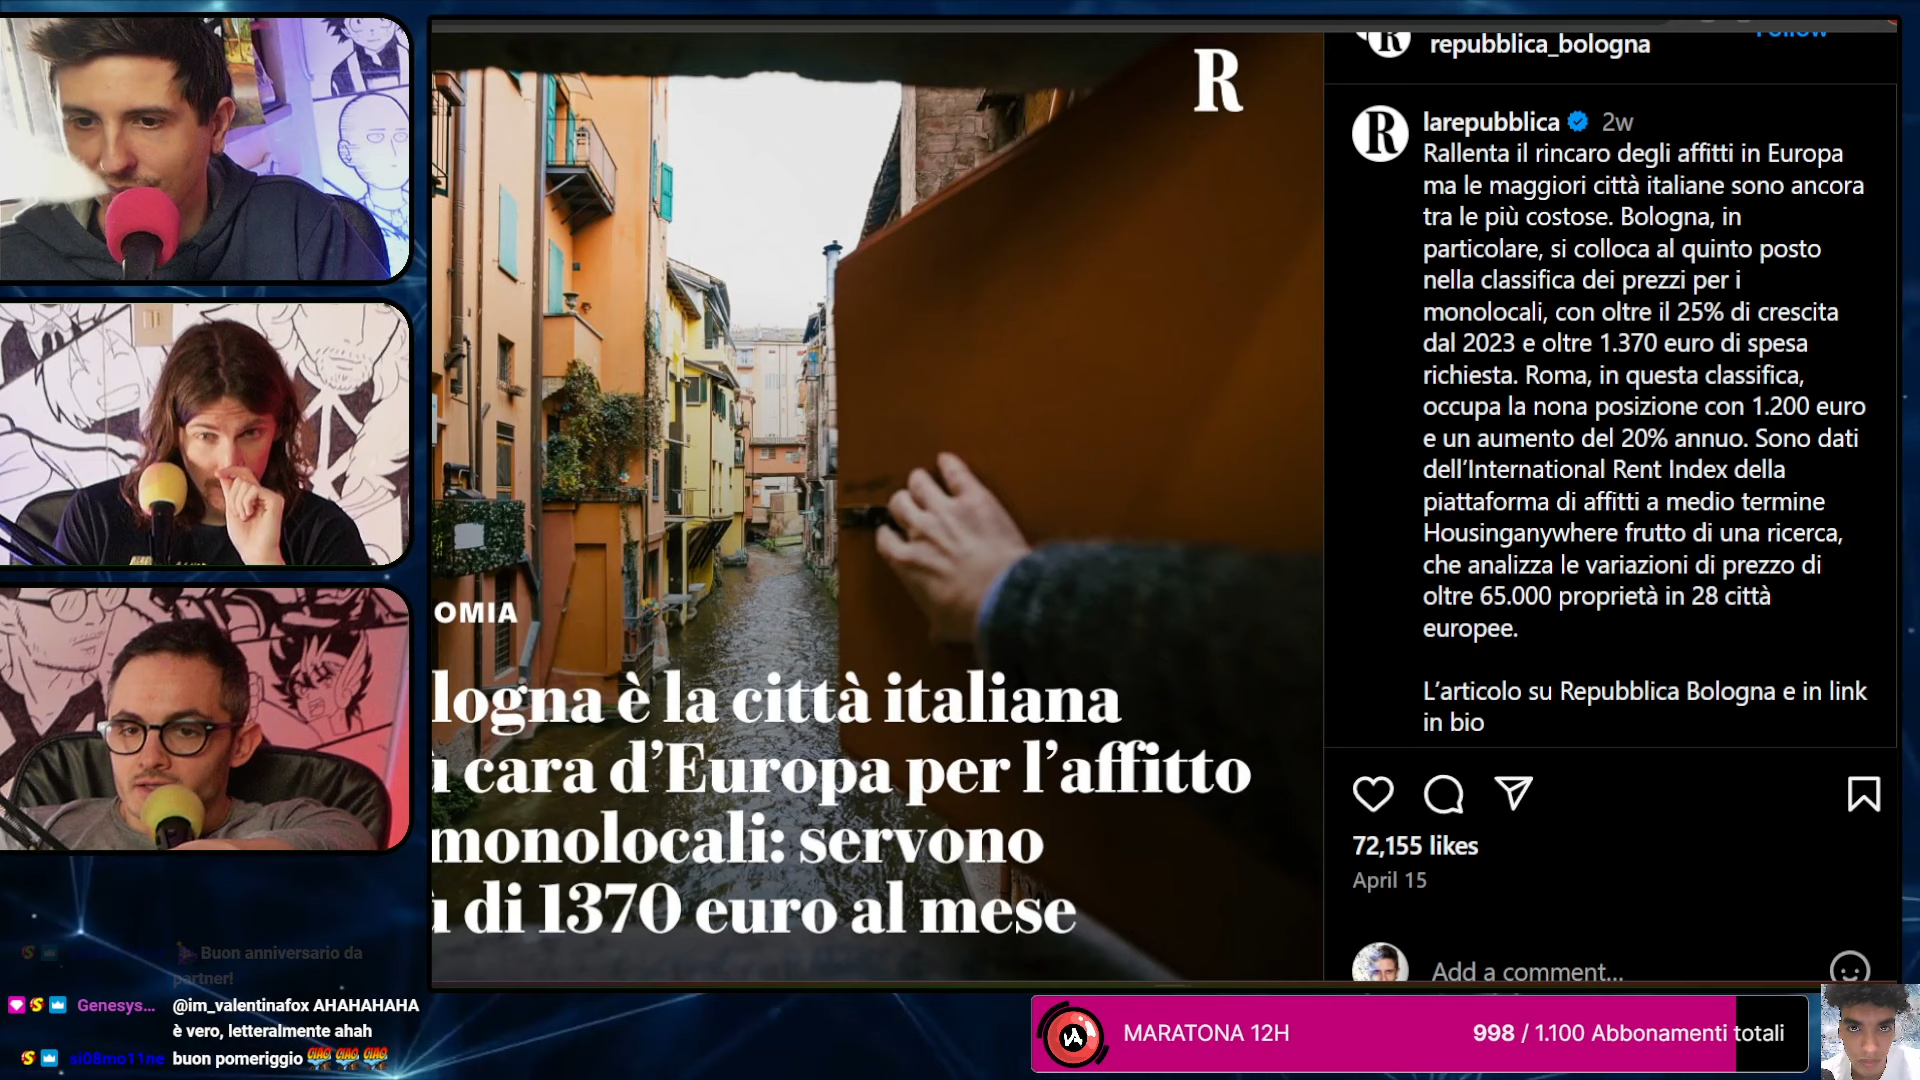 R
OMIA
logna è la città italiana
ù cara d’Europa per l’affitto
monolocali: servono
ù di 1370 euro al mese
R
repubblica_bologna
R
larepubblica 2w
Rallenta il rincaro degli affitti in Europa
ma le maggiori città italiane sono ancora
tra le più costose. Bologna, in
particolare, si colloca al quinto posto
nella classifica dei prezzi per i
monolocali, con oltre il 25% di crescita
dal 2023 e oltre 1.370 euro di spesa
richiesta. Roma, in questa classifica,
occupa la nona posizione con 1.200 euro
e un aumento del 20% annuo. Sono dati
dell’International Rent Index della
piattaforma di affitti a medio termine
Housinganywhere frutto di una ricerca,
che analizza le variazioni di prezzo di
oltre 65.000 proprietà in 28 città
europee.
L’articolo su Repubblica Bologna e in link
in bio
72,155 likes
April 15
Add a comment...
Buon anniversario da
partner!
Genesys... @im_valentinafox AHAHAHAHA
è vero, letteralmente ahah
si08mo11ne buon pomeriggio CIAO CIAO CIAO
MARATONA 12H 998 / 1.100 Abbonamenti totali